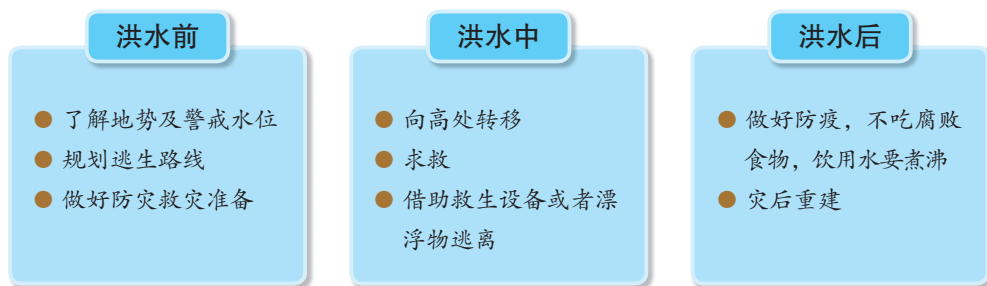 洪水前
了解地势及警戒水位
规划逃生路线
做好防灾救灾准备
洪水中
向高处转移
求救
借助救生设备或者漂
浮物逃离
洪水后
做好防疫，不吃腐败
食物，饮用水要煮沸
灾后重建